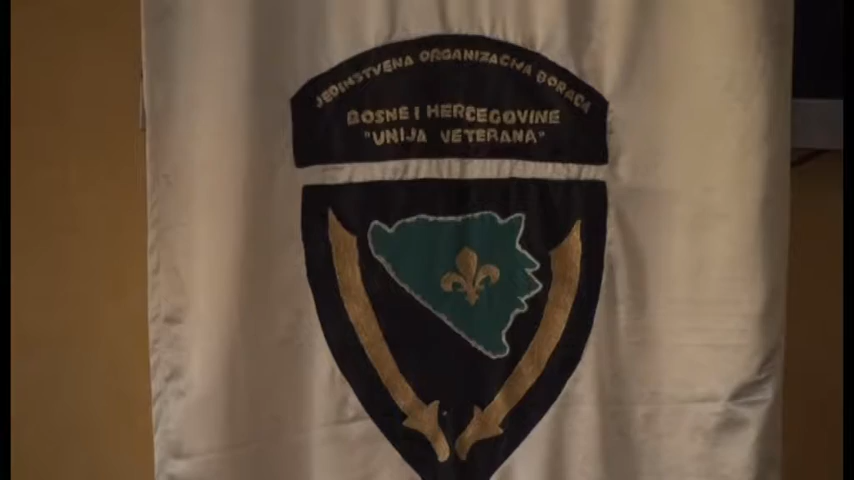 JEDINSTVENA ORGANIZACIJA BORACA
BOSNE I HERCEGOVINE
"UNIJA VETERANA"